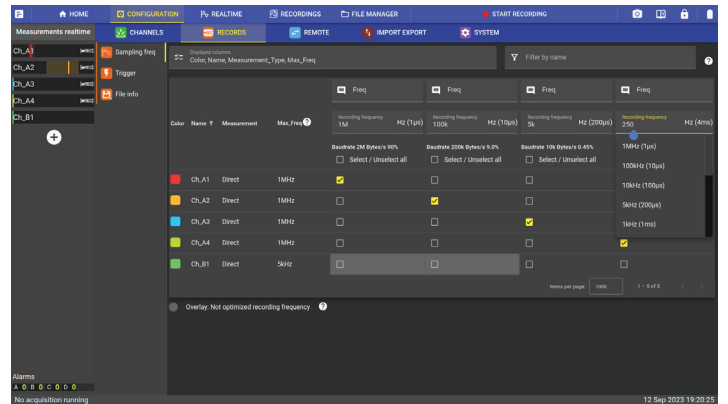 HOME
CONFIGURATION
REALTIME
RECORDINGS
FILE MANAGER
START RECORDING
Measurements realtime
CHANNELS
RECORDS
REMOTE
IMPORT EXPORT
SYSTEM
Ch_A1
Ch_A2
Ch_A3
Ch_A4
Ch_B1
Sampling freq
Trigger
File info
Displayed columns
Color, Name, Measurement_Type, Max_Freq
Filter by name
Freq Freq Freq Freq
Color Name Measurement Max_Freq
Recording frequency Recording frequency Recording frequency Recording frequency
1M Hz (1µs) 100k Hz (10µs) 5k Hz (200µs) 250 Hz (4ms)
Baudrate 2M Bytes/s 90% Baudrate 200k Bytes/s 9.0% Baudrate 10k Bytes/s 0.45%
Select / Unselect all Select / Unselect all Select / Unselect all
1MHz (1µs)
100kHz (10µs)
10kHz (100µs)
5kHz (200µs)
1kHz (1ms)
Ch_A1 Direct 1MHz
Ch_A2 Direct 1MHz
Ch_A3 Direct 1MHz
Ch_A4 Direct 1MHz
Ch_B1 Direct 5kHz
Items per page: 1000 1 – 5 of 5
Overlay: Not optimized recording frequency
Alarms
A 0 B 0 C 0 D 0
No acquisition running
12 Sep 2023 19:20:25